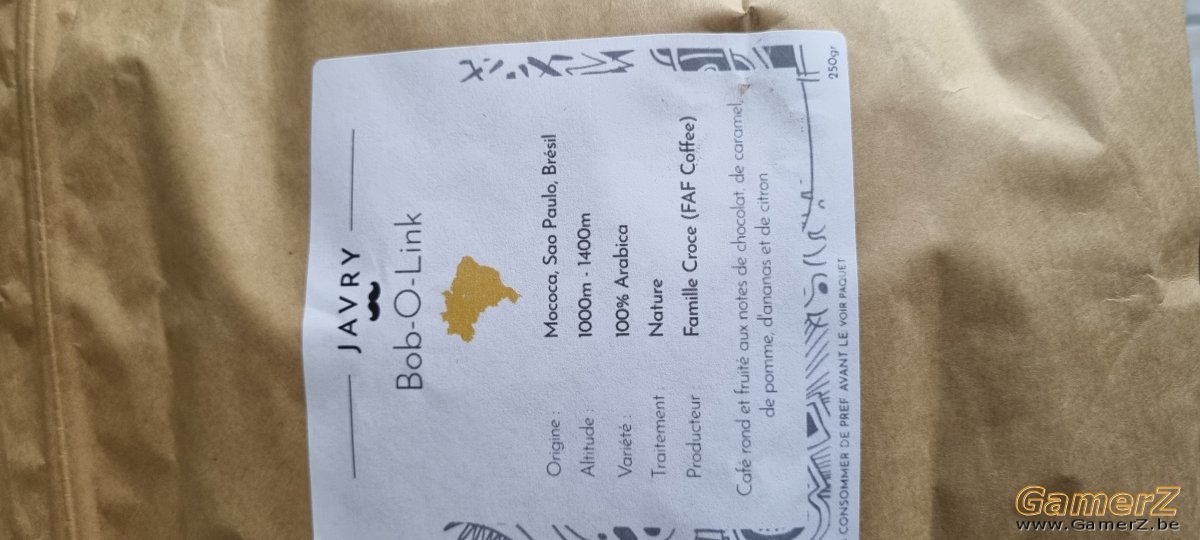 JAVRY
Bob-O-Link
Origine : Mococa, Sao Paulo, Brésil
Altitude : 1000m - 1400m
Variété : 100% Arabica
Traitement : Nature
Producteur : Famille Croce (FAF Coffee)
Café rond et fruité aux notes de chocolat, de caramel,
de pomme, d'ananas et de citron
CONSOMMER DE PREF AVANT LE VOIR PAQUET
250gr
GamerZ
www.GamerZ.be